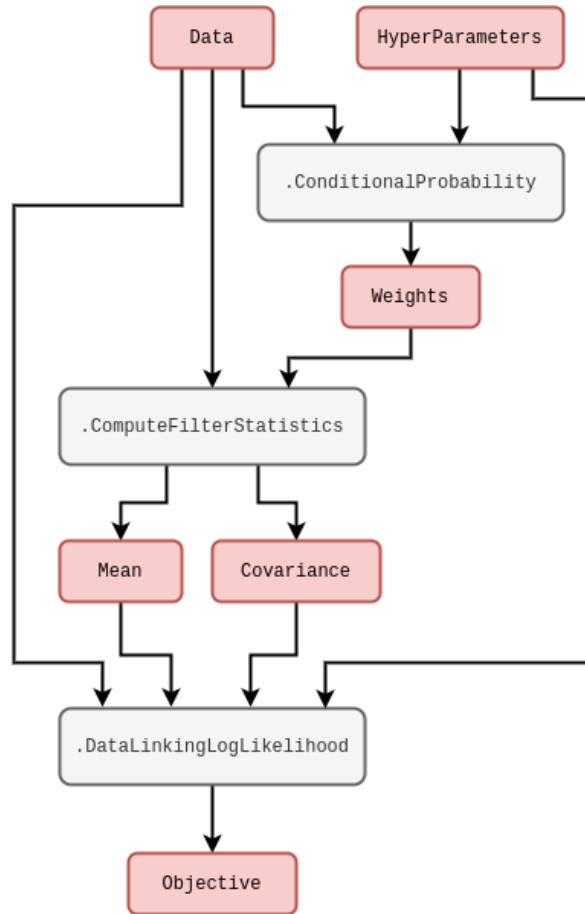 Data
HyperParameters
.ConditionalProbability
Weights
.ComputeFilterStatistics
Mean
Covariance
.DataLinkingLogLikelihood
Objective